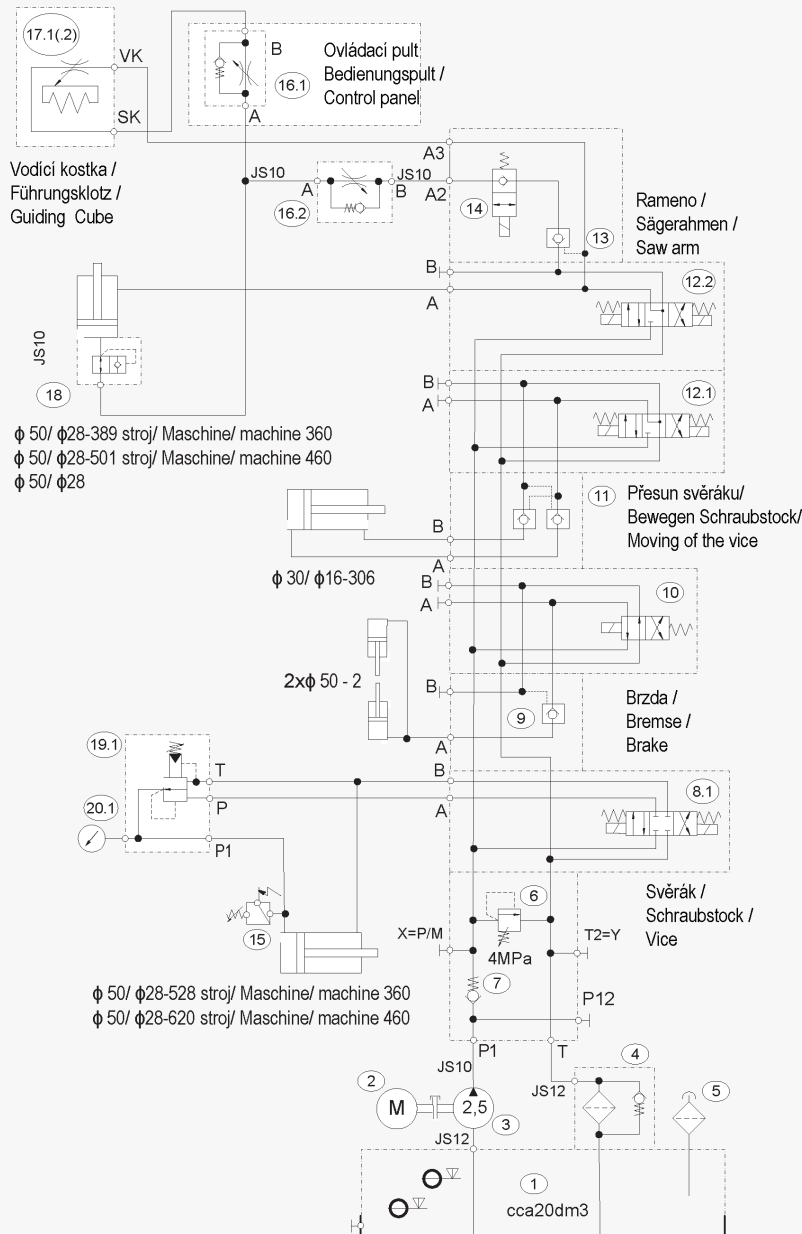 17.1(.2)
VK
SK
Vodící kostka /
Führungsklotz /
Guiding Cube
B
16.1
A
Ovládací pult
Bedienungspult /
Control panel
JS10
A
B
JS10
16.2
A3
A2
14
13
Rameno /
Sägerahmen /
Saw arm
B
A
12.2
JS10
18
B
A
12.1
ϕ 50/ ϕ28-389 stroj/ Maschine/ machine 360
ϕ 50/ ϕ28-501 stroj/ Maschine/ machine 460
ϕ 50/ ϕ28
11
Přesun svěráku/
Bewegen Schraubstock/
Moving of the vice
B
A
ϕ 30/ ϕ16-306
B
A
10
2xϕ 50 - 2
B
9
A
Brzda /
Bremse /
Brake
19.1
T
P
20.1
P1
B
A
8.1
15
6
X=P/M
4MPa
T2=Y
7
P12
Svěrák /
Schraubstock /
Vice
ϕ 50/ ϕ28-528 stroj/ Maschine/ machine 360
ϕ 50/ ϕ28-620 stroj/ Maschine/ machine 460
P1
T
JS10
JS12
4
2
M
2,5
3
5
JS12
1
cca20dm3